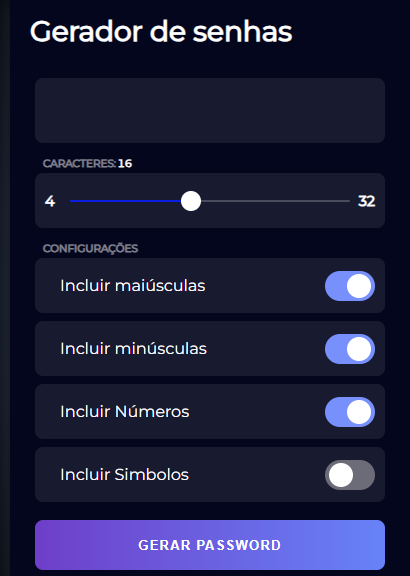 Gerador de senhas
CARACTERES: 16
4 32
CONFIGURAÇÕES
Incluir maiúsculas
Incluir minúsculas
Incluir Números
Incluir Simbolos
GERAR PASSWORD